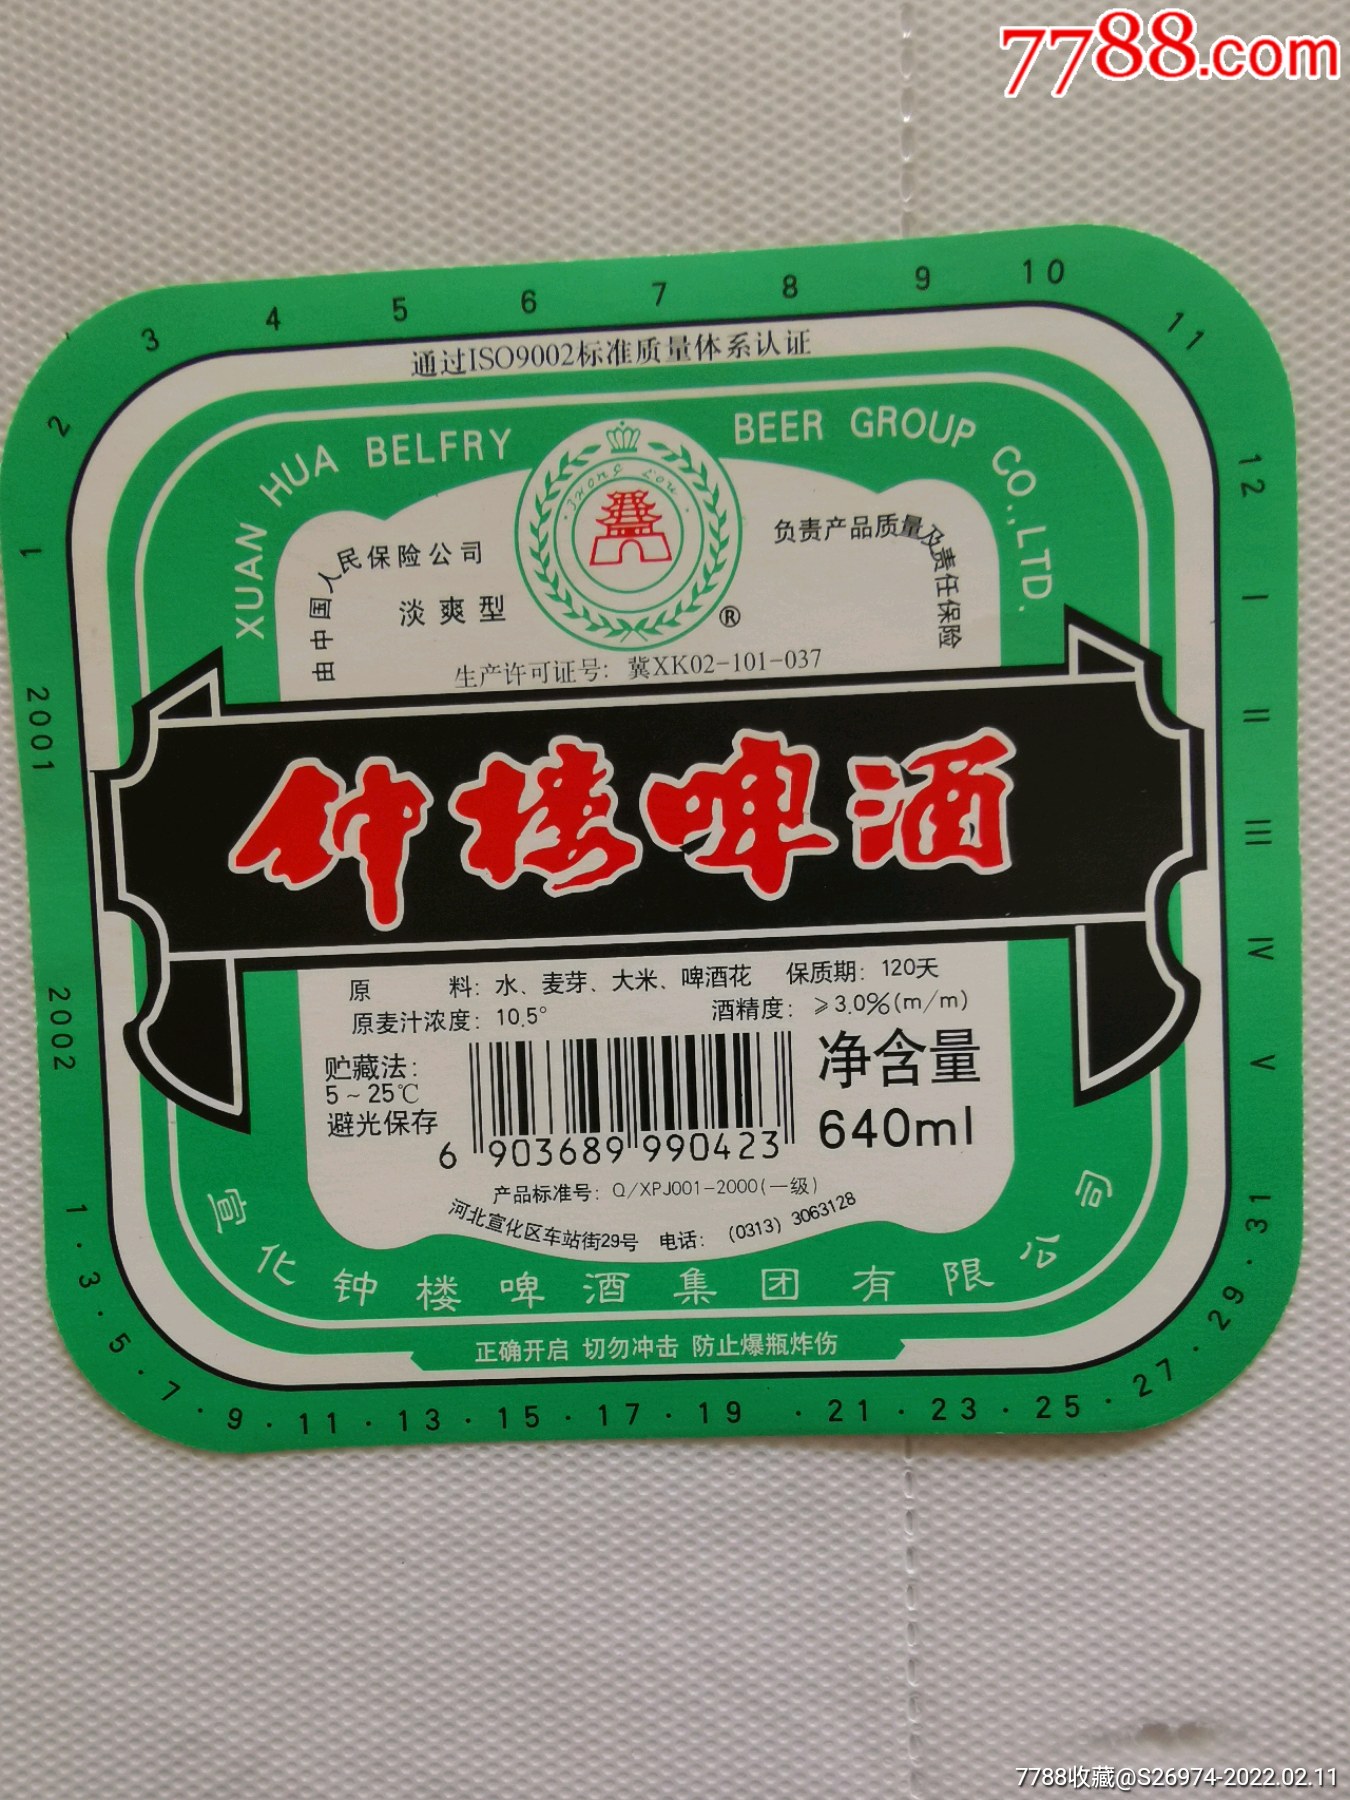 7788.com
1 2 3 4 5 6 7 8 9 10 11 12
通过ISO9002标准质量体系认证
XUAN HUA BELFRY BEER GROUP CO.,LTD.
ZHONG LOU
由中国人民保险公司
负责产品质量及责任保险
淡爽型
®
生产许可证号：冀XK02-101-037
钟楼啤酒
原 料：水、麦芽、大米、啤酒花 保质期：120天
原麦汁浓度：10.5° 酒精度：≥3.0%(m/m)
贮藏法：
5～25℃
避光保存
净含量
640ml
6 903689 990423
产品标准号：Q/XPJ001-2000(一级)
河北宣化区车站街29号 电话：(0313) 3063128
宣化钟楼啤酒集团有限公司
正确开启 切勿冲击 防止爆瓶炸伤
2001
2002
I II III IV V
1·3·5·7·9·11·13·15·17·19·21·23·25·27·29·31
7788收藏@S26974-2022.02.11